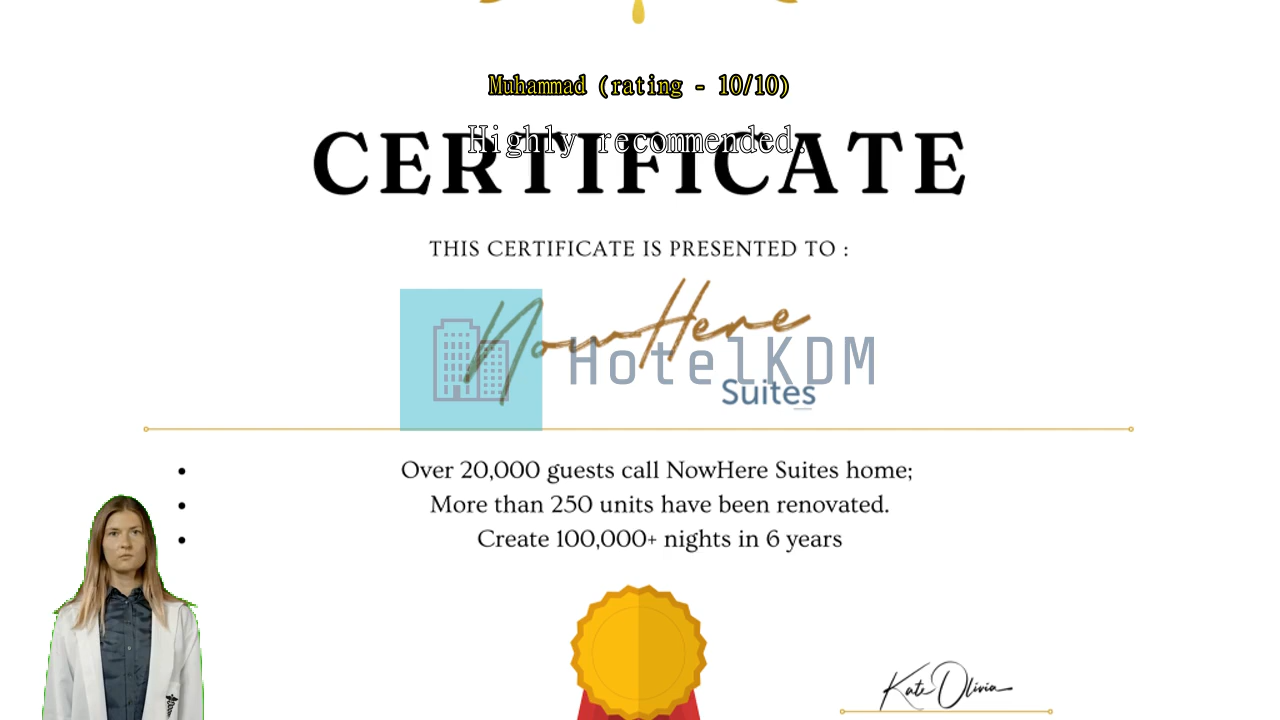 Muhammad (rating - 10/10)
Highly recommended.
CERTIFICATE
THIS CERTIFICATE IS PRESENTED TO :
NowHere
HotelKDM
Suites
• Over 20,000 guests call NowHere Suites home;
• More than 250 units have been renovated.
• Create 100,000+ nights in 6 years
Kate Olivia